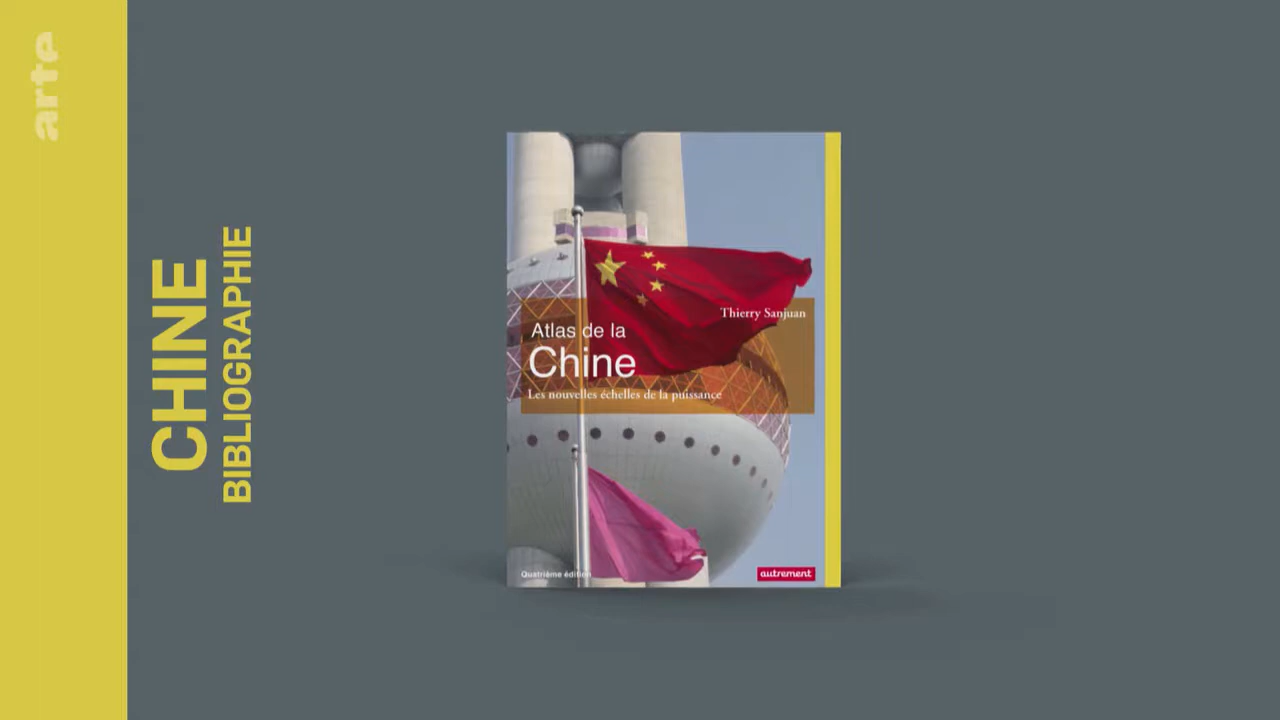 arte
CHINE
BIBLIOGRAPHIE
Thierry Sanjuan
Atlas de la
Chine
Les nouvelles échelles de la puissance
Quatrième édition
autrement